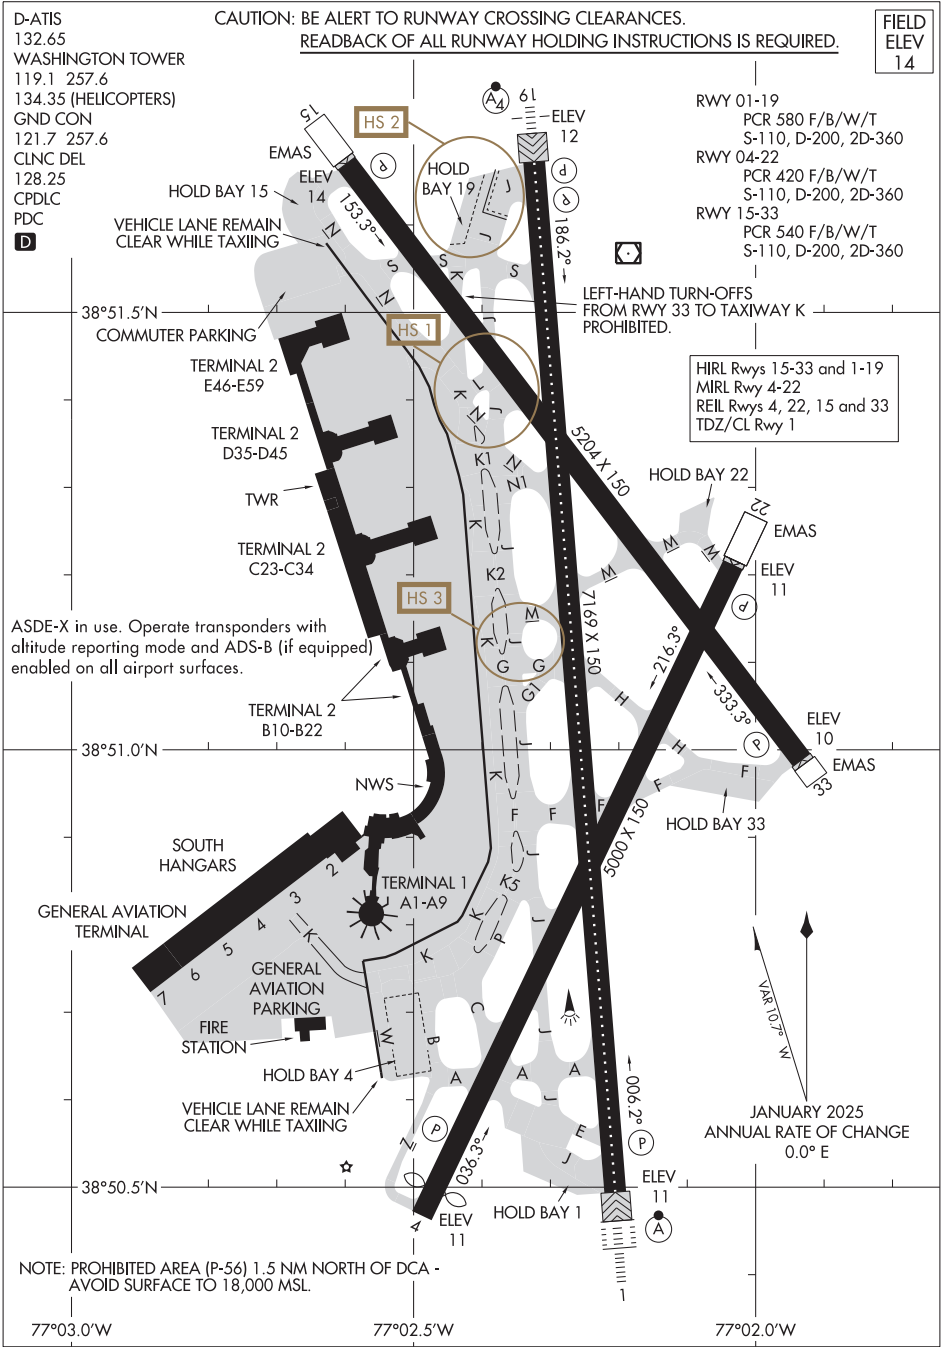 D-ATIS
132.65
WASHINGTON TOWER
119.1 257.6
134.35 (HELICOPTERS)
GND CON
121.7 257.6
CLNC DEL
128.25
CPDLC
PDC
D
CAUTION: BE ALERT TO RUNWAY CROSSING CLEARANCES.
READBACK OF ALL RUNWAY HOLDING INSTRUCTIONS IS REQUIRED.
FIELD
ELEV
14
RWY 01-19
PCR 580 F/B/W/T
S-110, D-200, 2D-360
RWY 04-22
PCR 420 F/B/W/T
S-110, D-200, 2D-360
RWY 15-33
PCR 540 F/B/W/T
S-110, D-200, 2D-360
15
EMAS
ELEV
14
P
HS 2
HOLD
BAY 19
A4
19
ELEV
12
P
P
HOLD BAY 15
VEHICLE LANE REMAIN
CLEAR WHILE TAXIING
153.3°
186.2°
J
J
N
S
S
K
S
N
J
LEFT-HAND TURN-OFFS
FROM RWY 33 TO TAXIWAY K
PROHIBITED.
38°51.5'N
COMMUTER PARKING
HS 1
TERMINAL 2
E46-E59
HIRL Rwys 15-33 and 1-19
MIRL Rwy 4-22
REIL Rwys 4, 22, 15 and 33
TDZ/CL Rwy 1
K
L
J
N
TERMINAL 2
D35-D45
5204 X 150
K1
N
N1
HOLD BAY 22
TWR
22
EMAS
K
J
TERMINAL 2
C23-C34
M
M
W
ELEV
11
P
K2
HS 3
M
7169 X 150
K
J
G
G
G1
216.3°
ASDE-X in use. Operate transponders with
altitude reporting mode and ADS-B (if equipped)
enabled on all airport surfaces.
H
333.3°
TERMINAL 2
B10-B22
38°51.0'N
J
H
P
ELEV
10
EMAS
33
K
F
F
NWS
F
F
F
HOLD BAY 33
5000 X 150
SOUTH
HANGARS
J
2
K5
TERMINAL 1
A1-A9
3
GENERAL AVIATION
TERMINAL
4
K
K
P
J
5
6
7
K
GENERAL
AVIATION
PARKING
VAR 10.7° W
C
J
FIRE
STATION
W
B
HOLD BAY 4
A
A
A
J
006.2°
VEHICLE LANE REMAIN
CLEAR WHILE TAXIING
JANUARY 2025
ANNUAL RATE OF CHANGE
0.0° E
Z
P
036.3°
E
J
P
38°50.5'N
4
ELEV
11
HOLD BAY 1
ELEV
11
A
1
NOTE: PROHIBITED AREA (P-56) 1.5 NM NORTH OF DCA -
AVOID SURFACE TO 18,000 MSL.
77°03.0'W
77°02.5'W
77°02.0'W